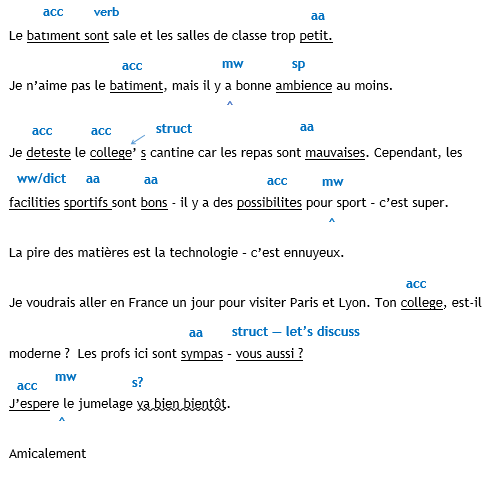 acc verb aa
Le batiment sont sale et les salles de classe trop petit.
acc mw sp
Je n’aime pas le batiment, mais il y a bonne ambience au moins.
^
acc acc struct aa
Je deteste le college’ s cantine car les repas sont mauvaises. Cependant, les
ww/dict aa aa acc mw
facilities sportifs sont bons - il y a des possibilites pour sport – c’est super.
^
La pire des matières est la technologie – c’est ennuyeux.
acc
Je voudrais aller en France un jour pour visiter Paris et Lyon. Ton college, est-il
aa struct – let’s discuss
moderne ? Les profs ici sont sympas – vous aussi ?
acc mw s?
J’espere le jumelage va bien bientôt.
^
Amicalement